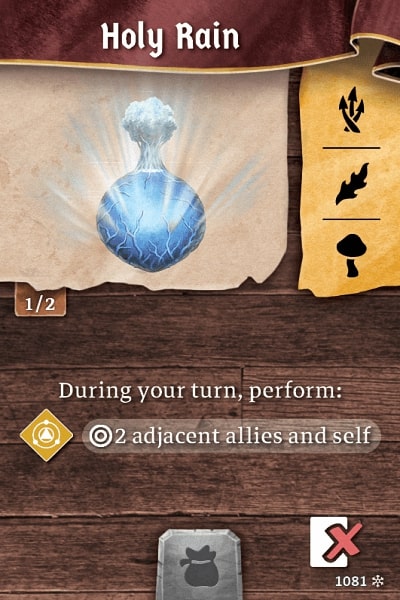 Holy Rain
1/2
During your turn, perform:
2 adjacent allies and self
1081